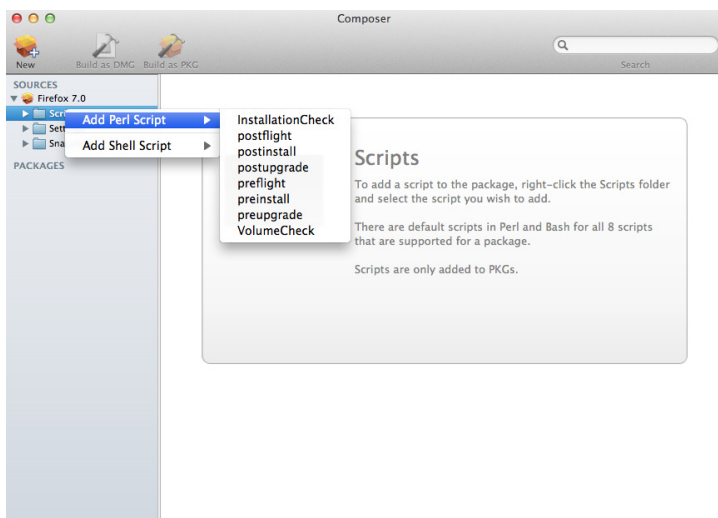 Composer
New
Build as DMG
Build as PKG
Search
SOURCES
Firefox 7.0
Scri
Sett
Sna
PACKAGES
Add Perl Script
Add Shell Script
InstallationCheck
postflight
postinstall
postupgrade
preflight
preinstall
preupgrade
VolumeCheck
Scripts
To add a script to the package, right-click the Scripts folder
and select the script you wish to add.
There are default scripts in Perl and Bash for all 8 scripts
that are supported for a package.
Scripts are only added to PKGs.